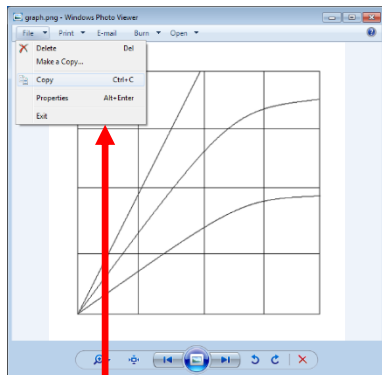 graph.png - Windows Photo Viewer
File Print E-mail Burn Open
Delete Del
Make a Copy...
Copy Ctrl+C
Properties Alt+Enter
Exit